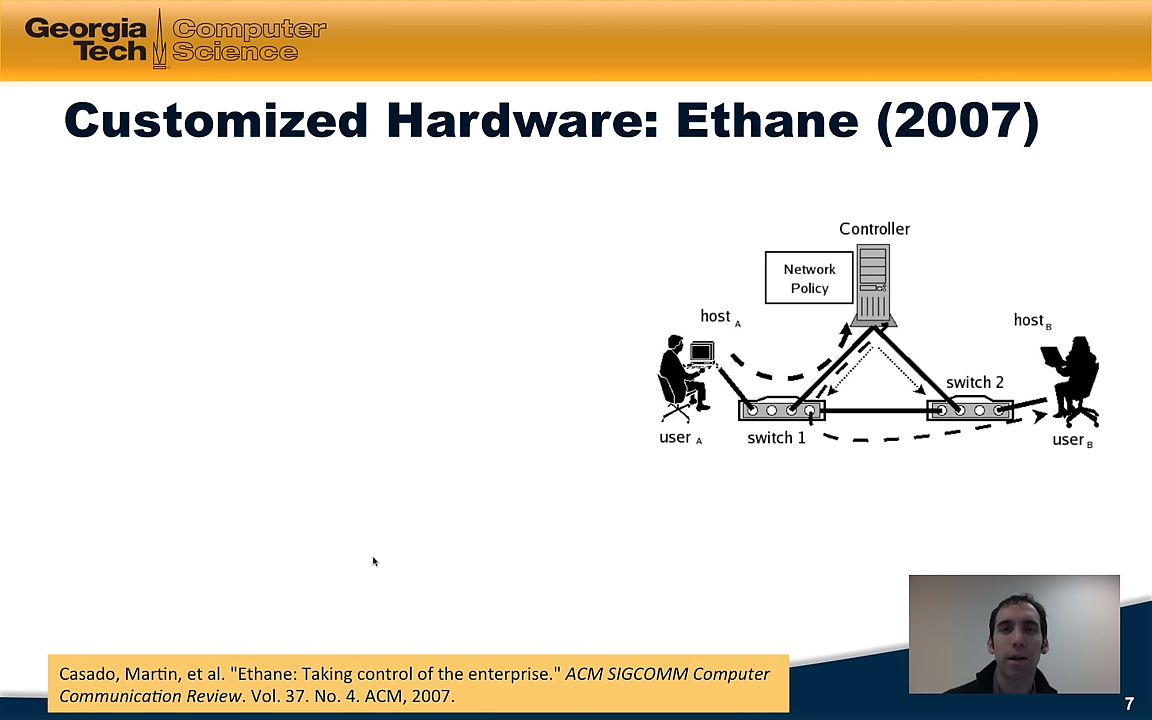 Georgia Tech
Computer Science
Customized Hardware: Ethane (2007)
Controller
Network Policy
host A
host B
switch 2
user A
switch 1
user B
Casado, Martin, et al. "Ethane: Taking control of the enterprise." ACM SIGCOMM Computer
Communication Review. Vol. 37. No. 4. ACM, 2007.
7